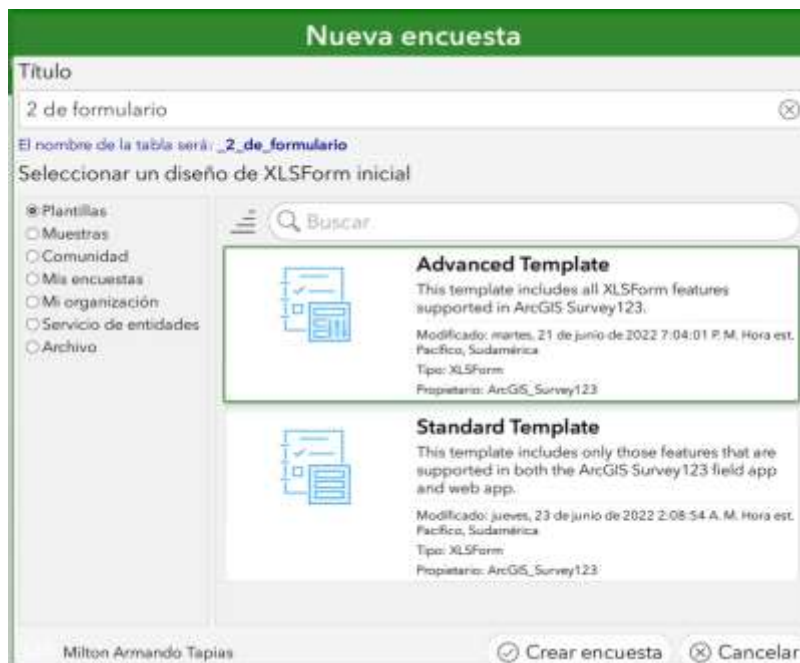 Nueva encuesta
Título
2 de formulario
El nombre de la tabla será: _2_de_formulario
Seleccionar un diseño de XLSForm inicial
Plantillas
Muestras
Comunidad
Mis encuestas
Mi organización
Servicio de entidades
Archivo
Buscar
Advanced Template
This template includes all XLSForm features
supported in ArcGIS Survey123.
Modificado: martes, 21 de junio de 2022 7:04:01 P. M. Hora est.
Pacífico, Sudamérica
Tipo: XLSForm
Propietario: ArcGIS_Survey123
Standard Template
This template includes only those features that are
supported in both the ArcGIS Survey123 field app
and web app.
Modificado: jueves, 23 de junio de 2022 2:08:54 A. M. Hora est.
Pacífico, Sudamérica
Tipo: XLSForm
Propietario: ArcGIS_Survey123
Milton Armando Tapias
Crear encuesta
Cancelar